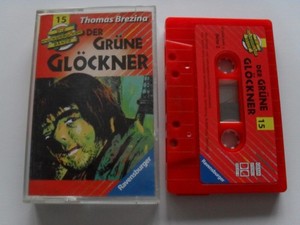 15
Thomas Brezina
DER
GRÜNE
GLÖCKNER
Ravensburger
DER GRÜNE
GLÖCKNER
15
Ravensburger